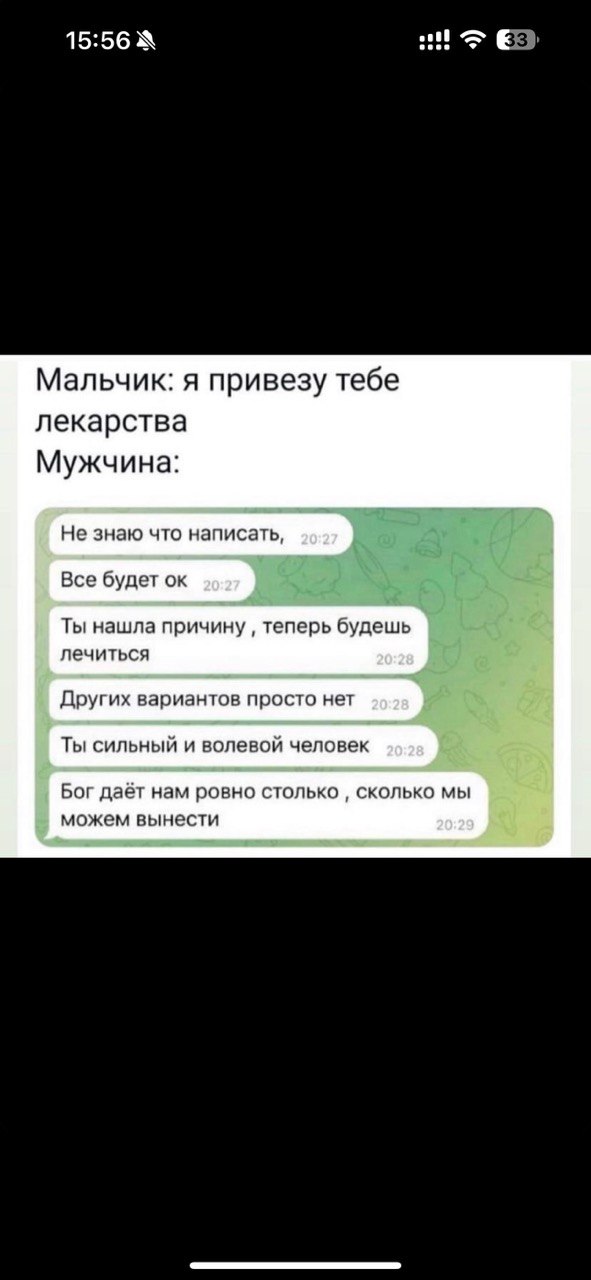 15:56
33
Мальчик: я привезу тебе
лекарства
Мужчина:
Не знаю что написать, 20:27
Все будет ок 20:27
Ты нашла причину , теперь будешь
лечиться 20:28
Других вариантов просто нет 20:28
Ты сильный и волевой человек 20:28
Бог даёт нам ровно столько , сколько мы
можем вынести 20:29